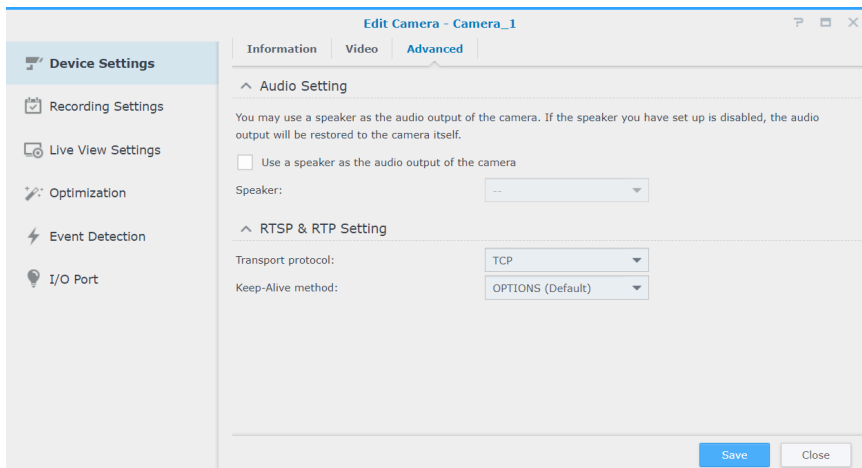 Edit Camera - Camera_1
Device Settings
Recording Settings
Live View Settings
Optimization
Event Detection
I/O Port
Information Video Advanced
Audio Setting
You may use a speaker as the audio output of the camera. If the speaker you have set up is disabled, the audio
output will be restored to the camera itself.
Use a speaker as the audio output of the camera
Speaker: --
RTSP & RTP Setting
Transport protocol: TCP
Keep-Alive method: OPTIONS (Default)
Save Close